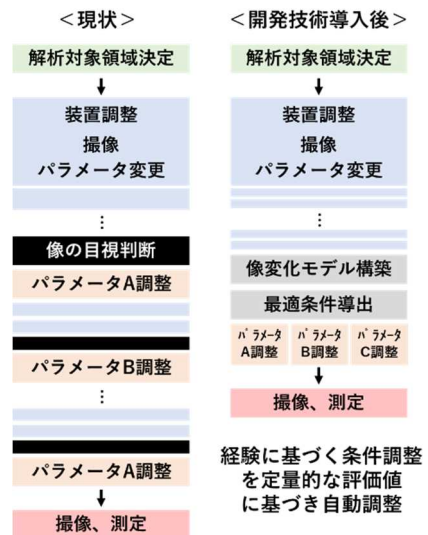 ＜現状＞
解析対象領域決定
装置調整
撮像
パラメータ変更
⋮
像の目視判断
パラメータA調整
パラメータB調整
⋮
パラメータA調整
撮像、測定
＜開発技術導入後＞
解析対象領域決定
装置調整
撮像
パラメータ変更
⋮
像変化モデル構築
最適条件導出
ﾊﾟﾗﾒｰﾀ
A調整
ﾊﾟﾗﾒｰﾀ
B調整
ﾊﾟﾗﾒｰﾀ
C調整
撮像、測定
経験に基づく条件調整
を定量的な評価値
に基づき自動調整